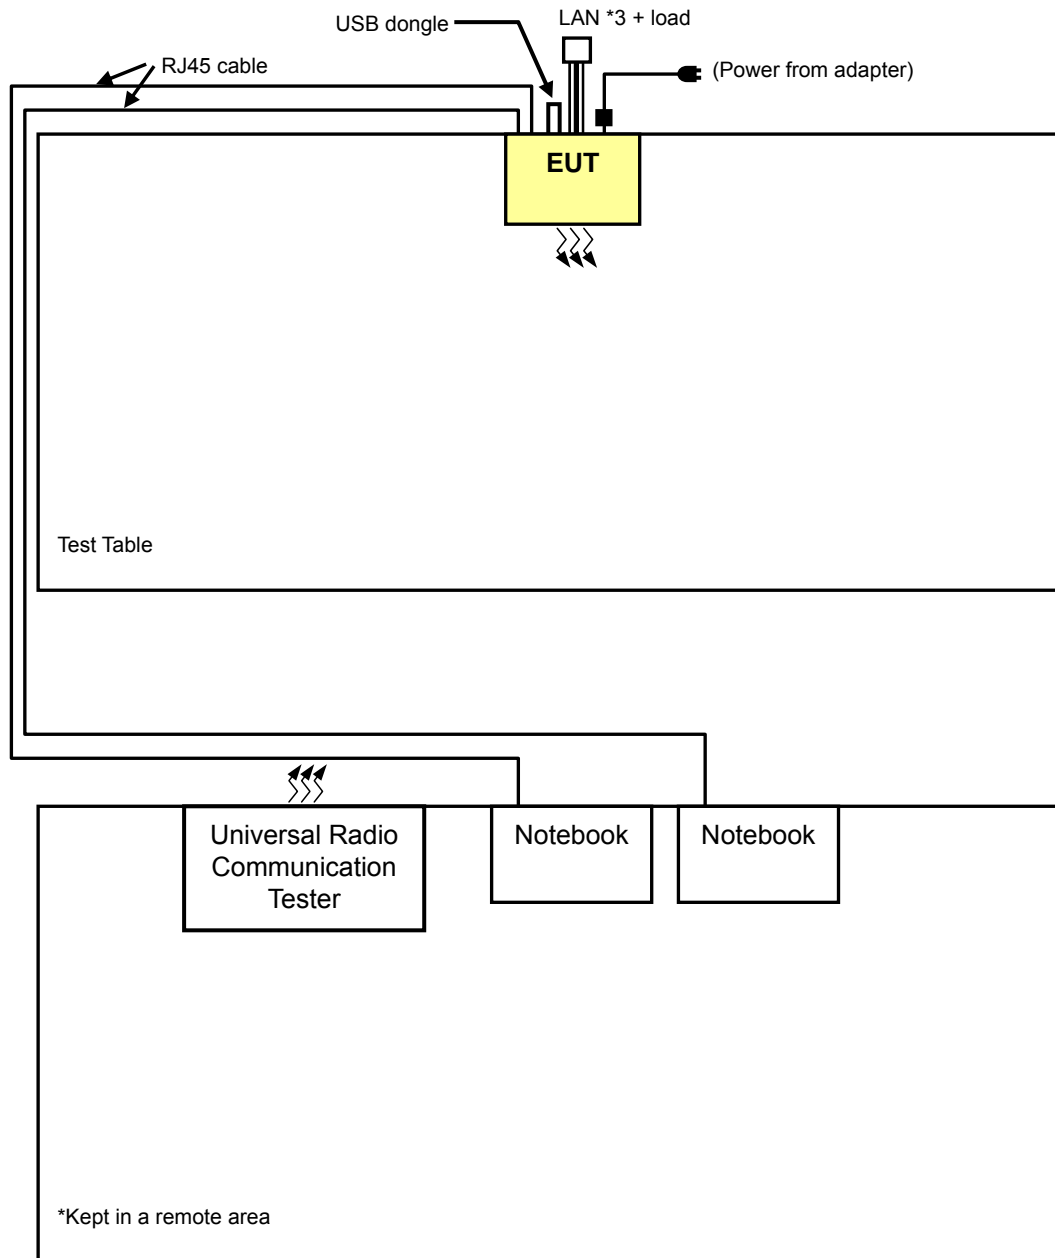 USB dongle
LAN *3 + load
RJ45 cable
(Power from adapter)
EUT
Test Table
Universal Radio
Communication
Tester
Notebook
Notebook
*Kept in a remote area